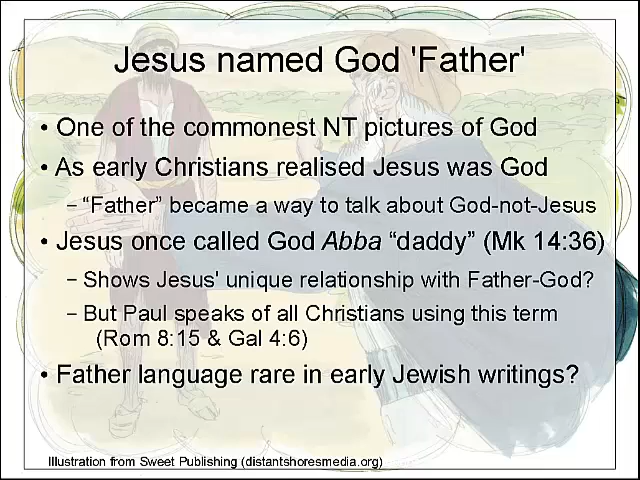 Jesus named God 'Father'
• One of the commonest NT pictures of God
• As early Christians realised Jesus was God
– “Father” became a way to talk about God-not-Jesus
• Jesus once called God Abba “daddy” (Mk 14:36)
– Shows Jesus' unique relationship with Father-God?
– But Paul speaks of all Christians using this term
(Rom 8:15 & Gal 4:6)
• Father language rare in early Jewish writings?
Illustration from Sweet Publishing (distantshoresmedia.org)